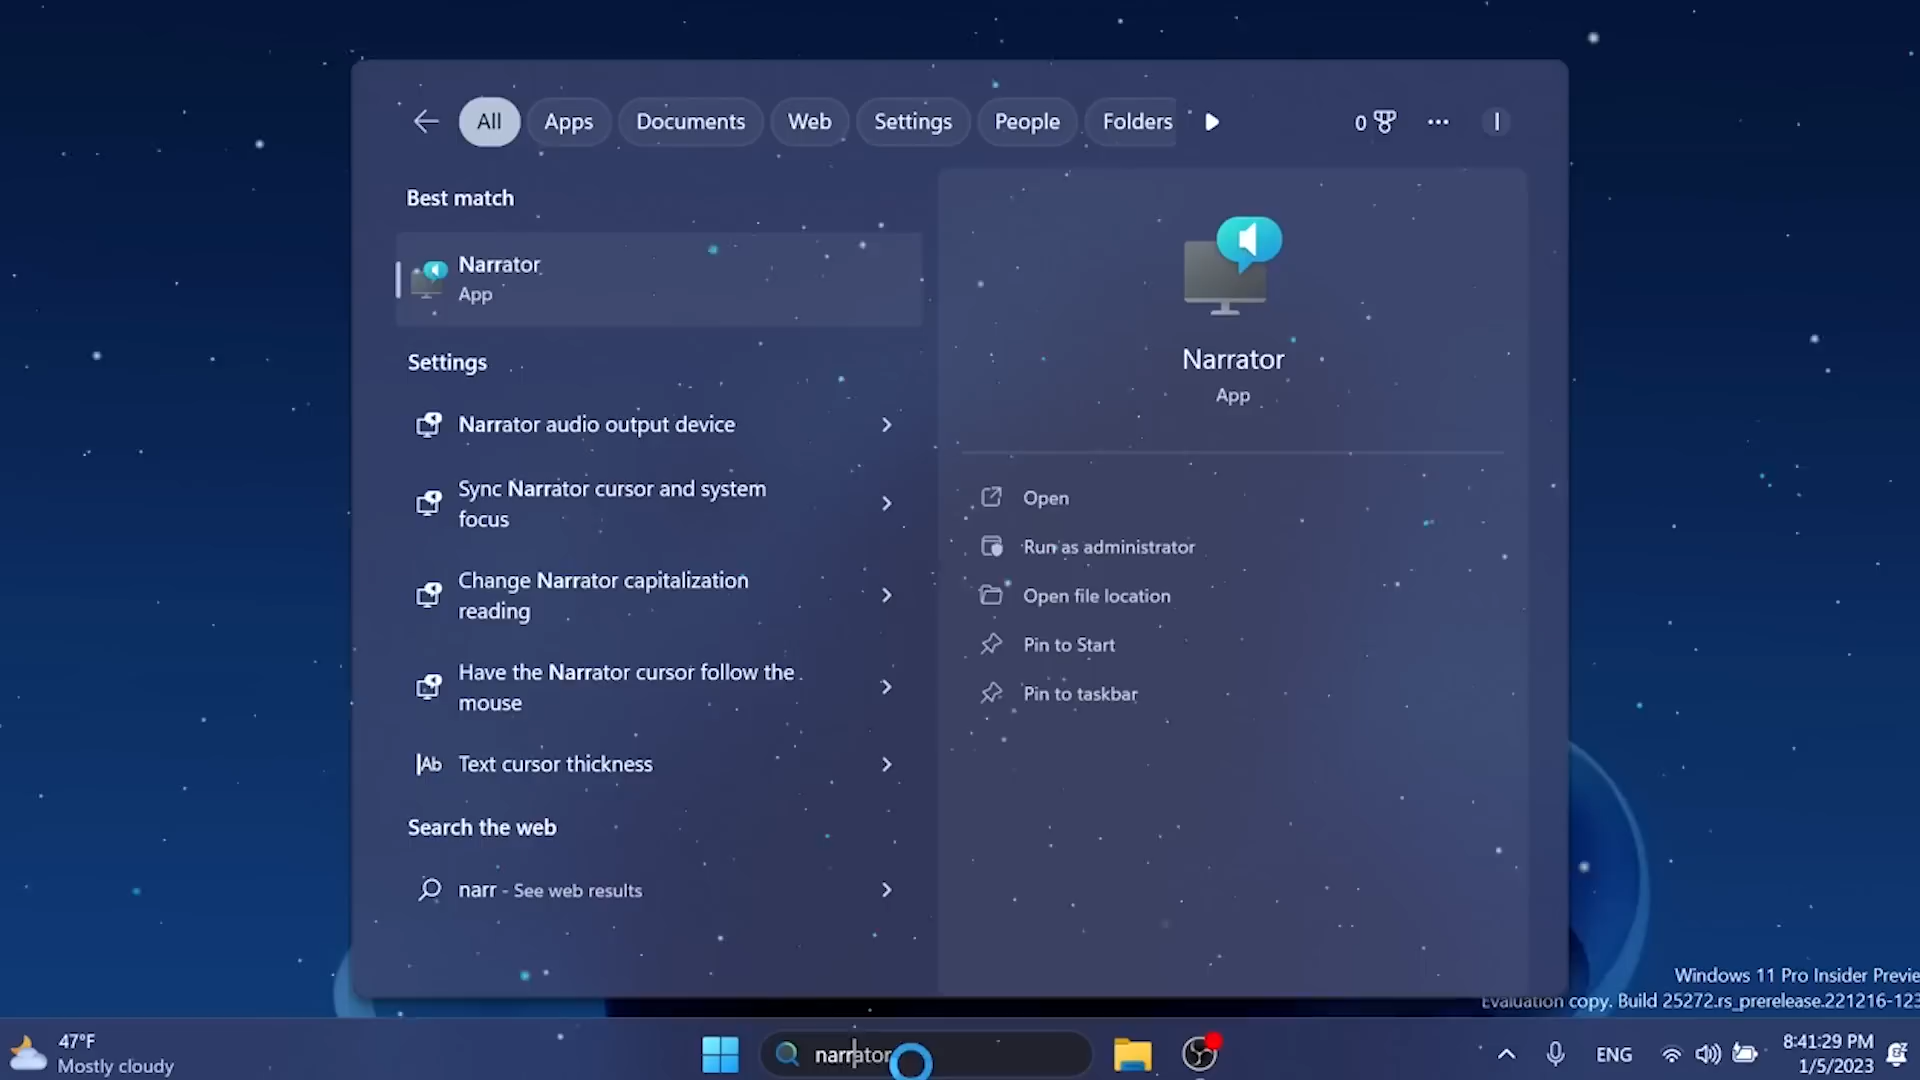 All Apps Documents Web Settings People Folders 0 I
Best match
Narrator
App
Settings
Narrator audio output device
Sync Narrator cursor and system
focus
Change Narrator capitalization
reading
Have the Narrator cursor follow the
mouse
Ab Text cursor thickness
Search the web
narr - See web results
Narrator
App
Open
Run as administrator
Open file location
Pin to Start
Pin to taskbar
Windows 11 Pro Insider Previe
Evaluation copy. Build 25272.rs_prerelease.221216-123
47°F
Mostly cloudy
narrator
ENG
8:41:29 PM
1/5/2023